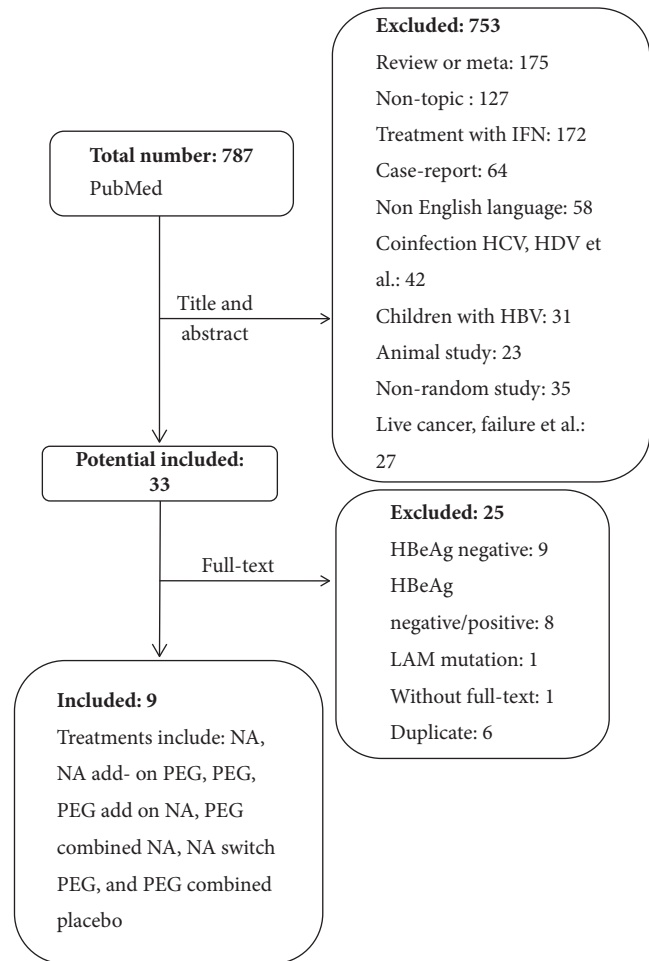 Total number: 787
PubMed
Excluded: 753
Review or meta: 175
Non-topic : 127
Treatment with IFN: 172
Case-report: 64
Non English language: 58
Coinfection HCV, HDV et
al.: 42
Children with HBV: 31
Animal study: 23
Non-random study: 35
Live cancer, failure et al.:
27
Title and
abstract
Potential included:
33
Excluded: 25
HBeAg negative: 9
HBeAg
negative/positive: 8
LAM mutation: 1
Without full-text: 1
Duplicate: 6
Full-text
Included: 9
Treatments include: NA,
NA add- on PEG, PEG,
PEG add on NA, PEG
combined NA, NA switch
PEG, and PEG combined
placebo